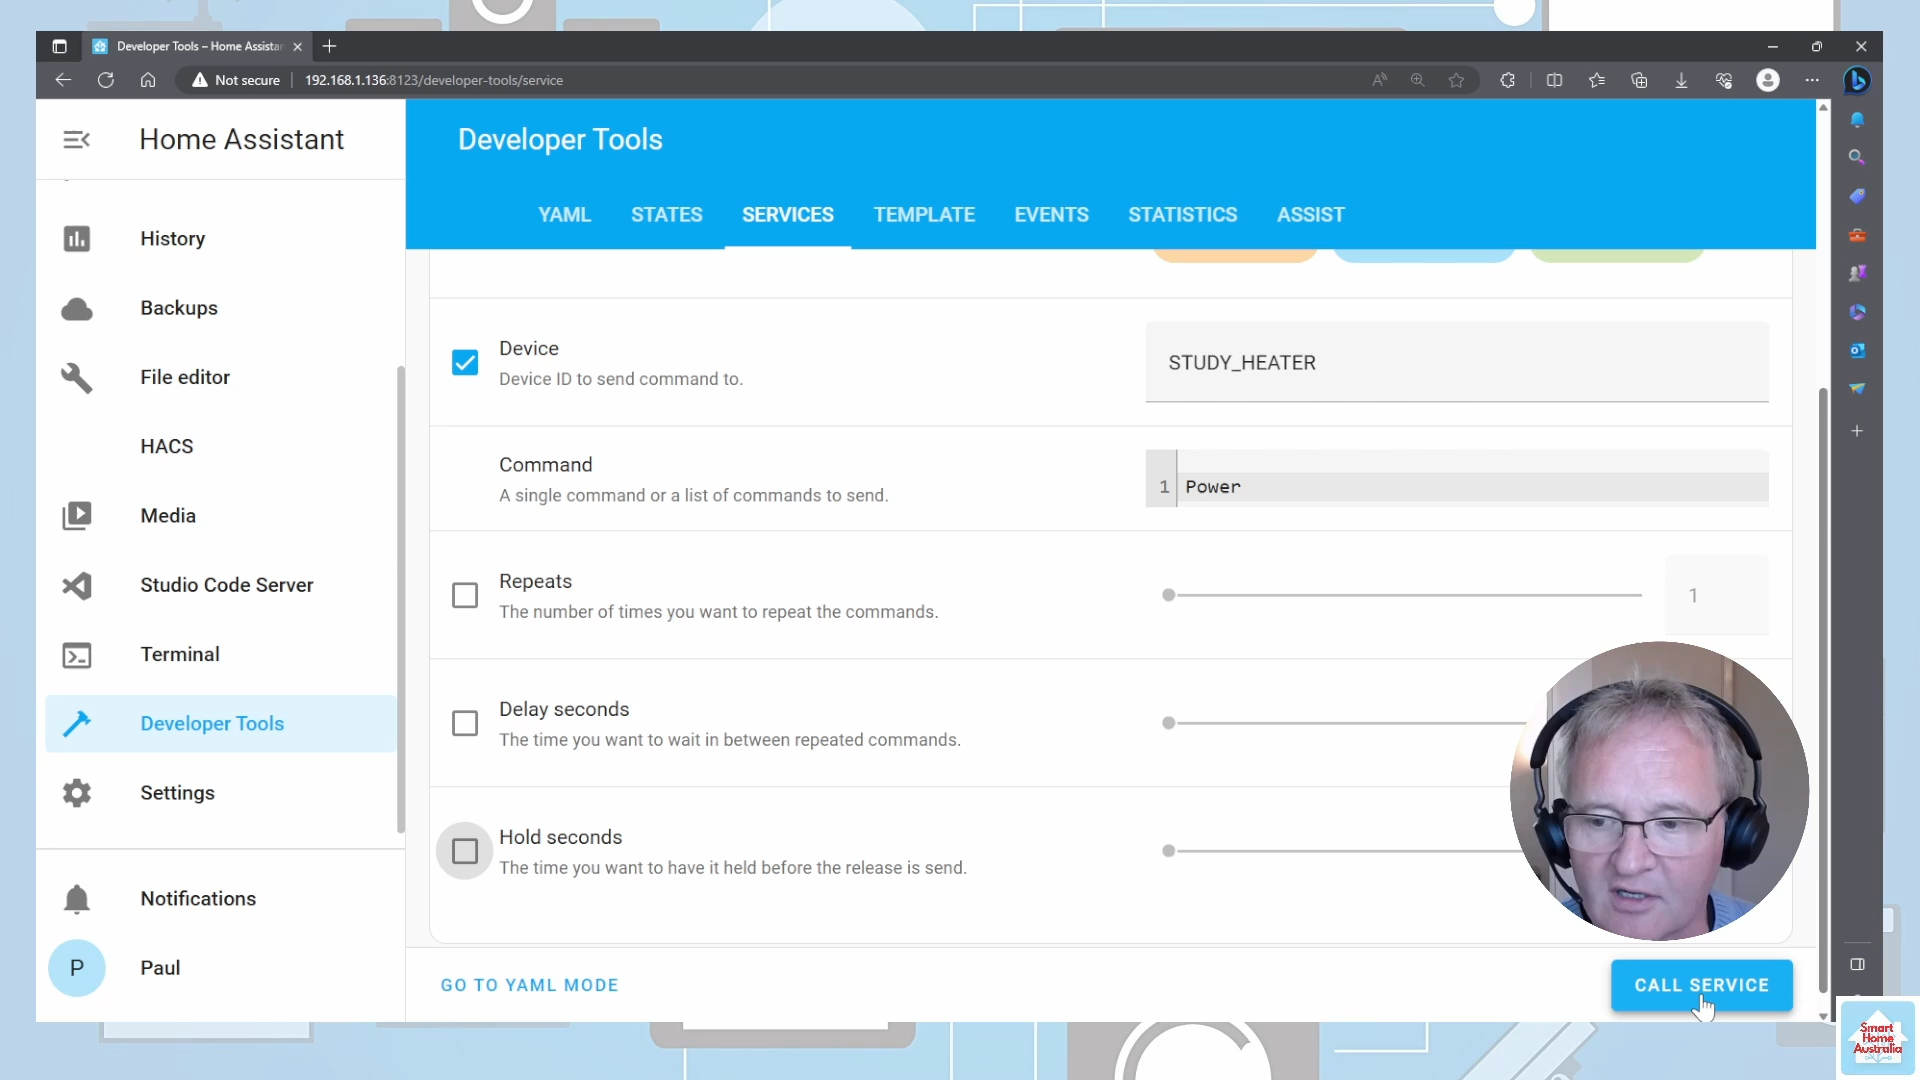 Developer Tools – Home Assistan
Not secure
192.168.1.136:8123/developer-tools/service
Home Assistant
Developer Tools
YAML
STATES
SERVICES
TEMPLATE
EVENTS
STATISTICS
ASSIST
History
Backups
File editor
HACS
Media
Studio Code Server
Terminal
Developer Tools
Settings
Notifications
P
Paul
Device
Device ID to send command to.
STUDY_HEATER
Command
A single command or a list of commands to send.
1
Power
Repeats
The number of times you want to repeat the commands.
1
Delay seconds
The time you want to wait in between repeated commands.
Hold seconds
The time you want to have it held before the release is send.
GO TO YAML MODE
CALL SERVICE
Smart
Home
Australia